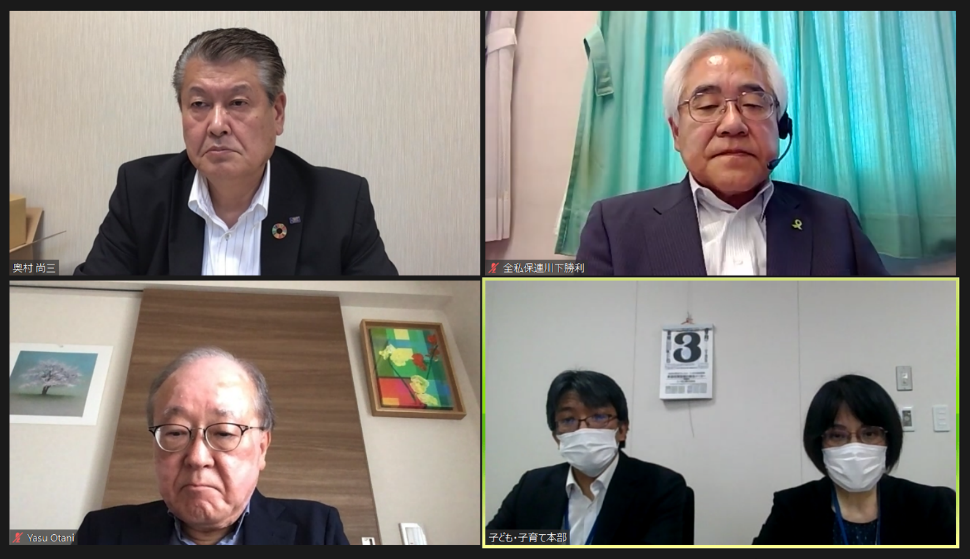 奥村 尚三
全私保連川下勝利
Yasu Otani
3
子ども・子育て本部